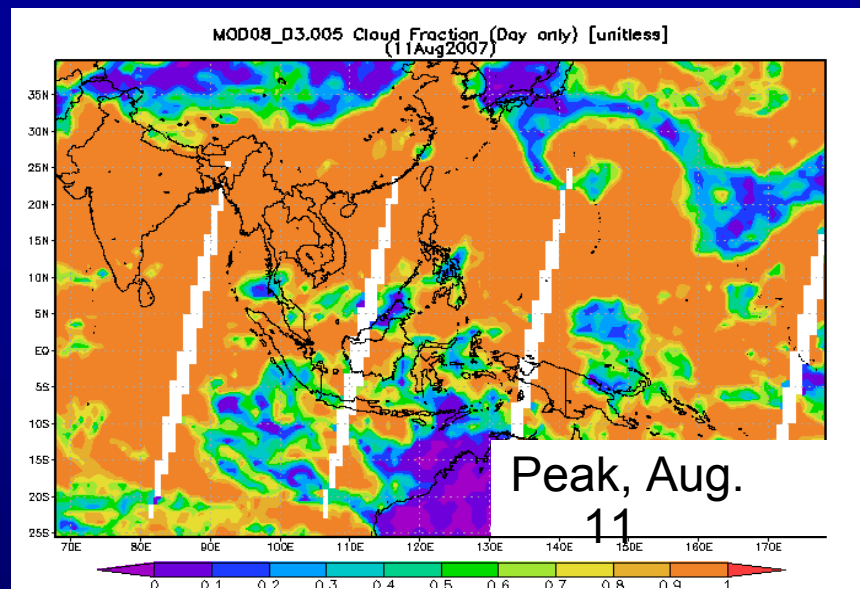 MOD08_D3.005 Cloud Fraction (Day only) [unitless]
(11Aug2007)
35N
30N
25N
20N
15N
10N
5N
EQ
5S
10S
15S
20S
25S
70E 80E 90E 100E 110E 120E 130E 140E 150E 160E 170E
Peak, Aug.
11
0 0.1 0.2 0.3 0.4 0.5 0.6 0.7 0.8 0.9 1